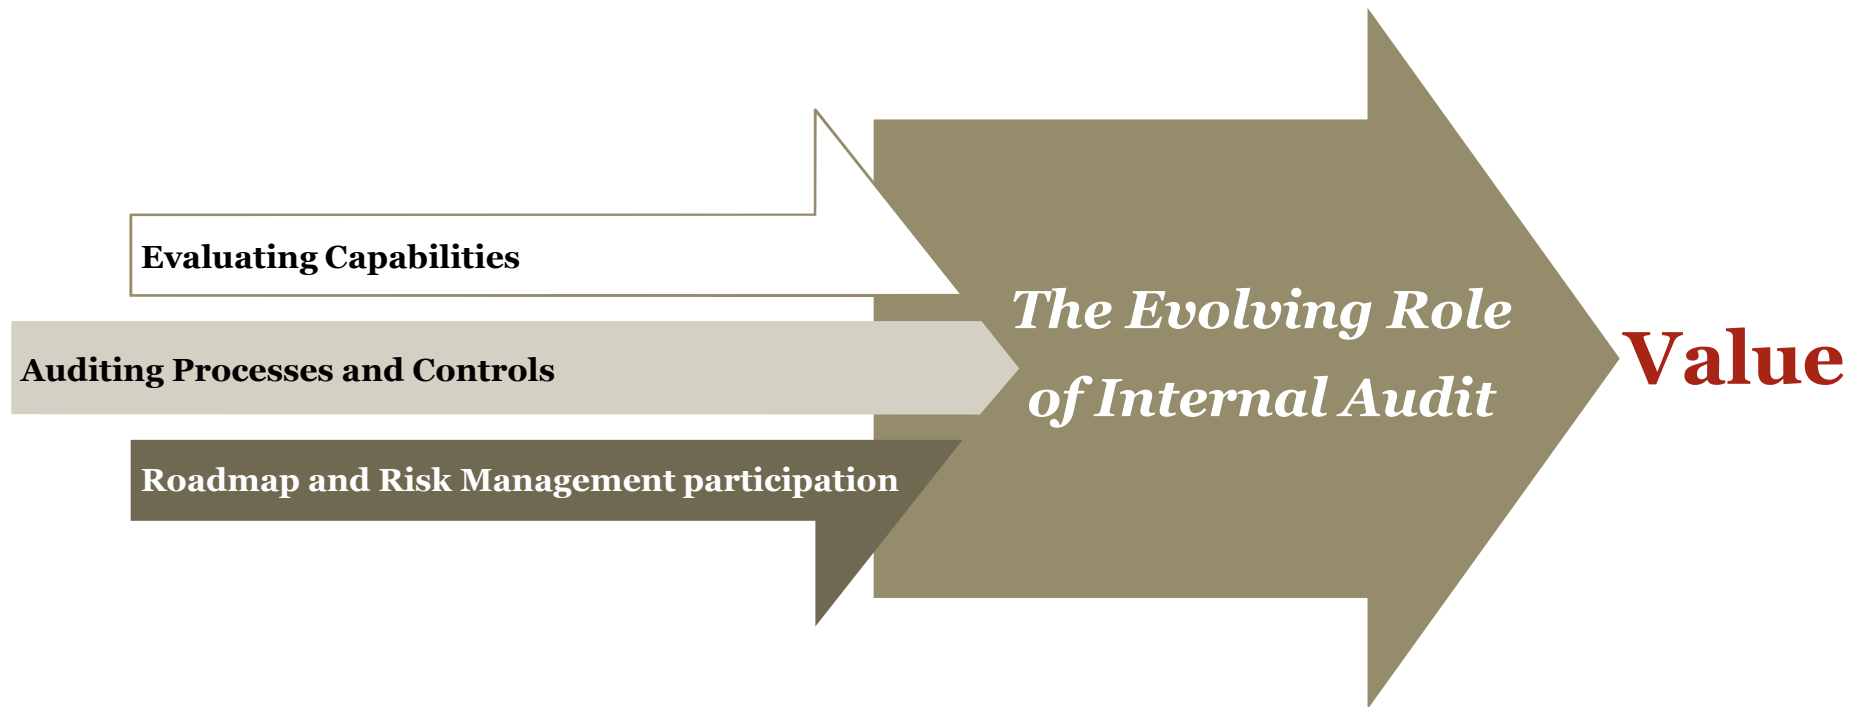 Evaluating Capabilities
Auditing Processes and Controls
Roadmap and Risk Management participation
The Evolving Role
of Internal Audit
Value